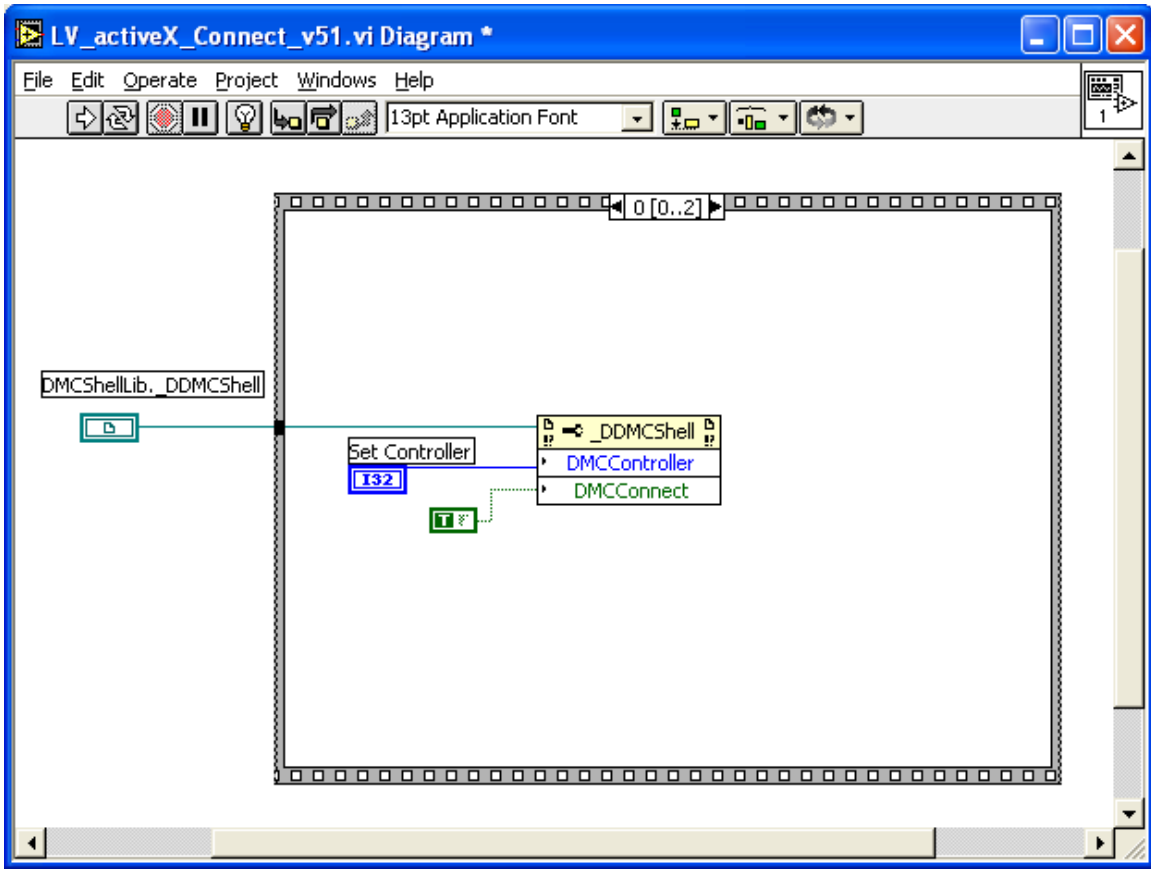 LV_activeX_Connect_v51.vi Diagram *
File Edit Operate Project Windows Help
13pt Application Font
1
0 [0..2]
DMCShellLib._DDMCShell
_DDMCShell
Set Controller
DMCController
I32
DMCConnect
T